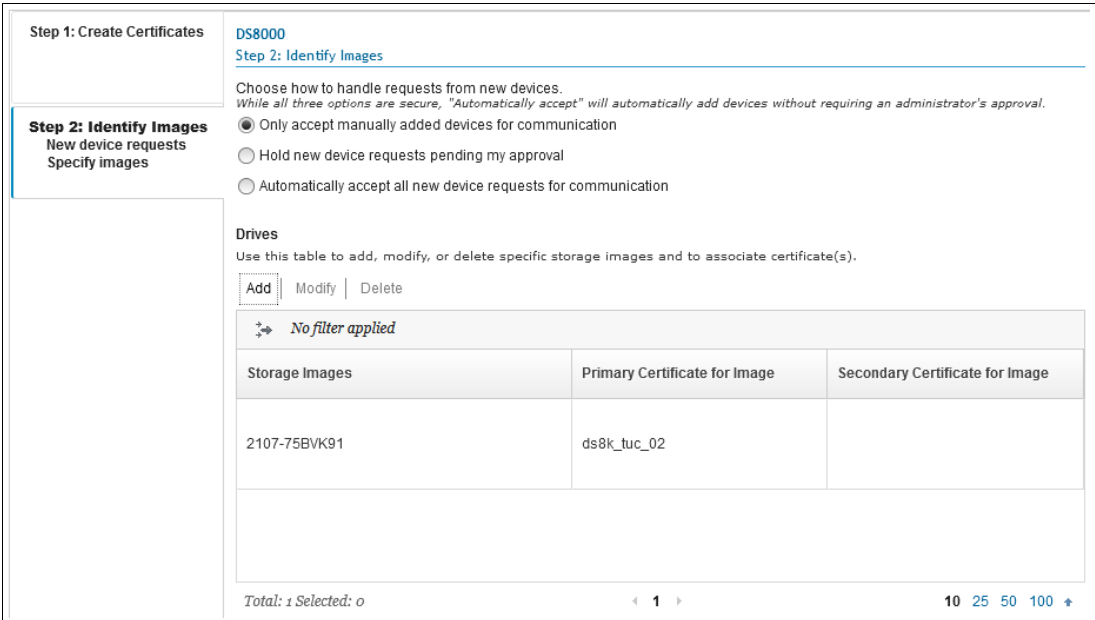 Step 1: Create Certificates
Step 2: Identify Images
New device requests
Specify images
DS8000
Step 2: Identify Images
Choose how to handle requests from new devices.
While all three options are secure, "Automatically accept" will automatically add devices without requiring an administrator's approval.
Only accept manually added devices for communication
Hold new device requests pending my approval
Automatically accept all new device requests for communication
Drives
Use this table to add, modify, or delete specific storage images and to associate certificate(s).
Add Modify Delete
No filter applied
Storage Images Primary Certificate for Image Secondary Certificate for Image
2107-75BVK91 ds8k_tuc_02
Total: 1 Selected: 0 1 10 25 50 100